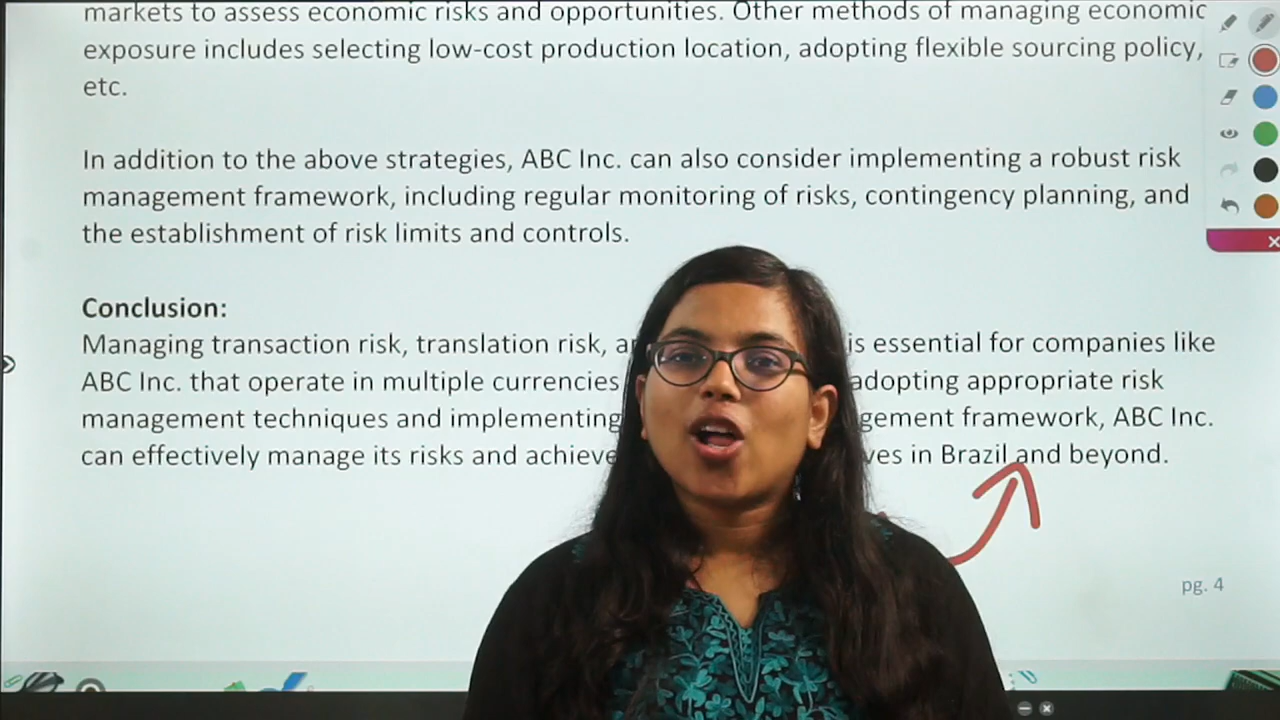 markets to assess economic risks and opportunities. Other methods of managing economic
exposure includes selecting low-cost production location, adopting flexible sourcing policy,
etc.
In addition to the above strategies, ABC Inc. can also consider implementing a robust risk
management framework, including regular monitoring of risks, contingency planning, and
the establishment of risk limits and controls.
Conclusion:
Managing transaction risk, translation risk, is essential for companies like
ABC Inc. that operate in multiple currencies adopting appropriate risk
management techniques and implementing framework, ABC Inc.
can effectively manage its risks and achieve in Brazil and beyond.
pg. 4